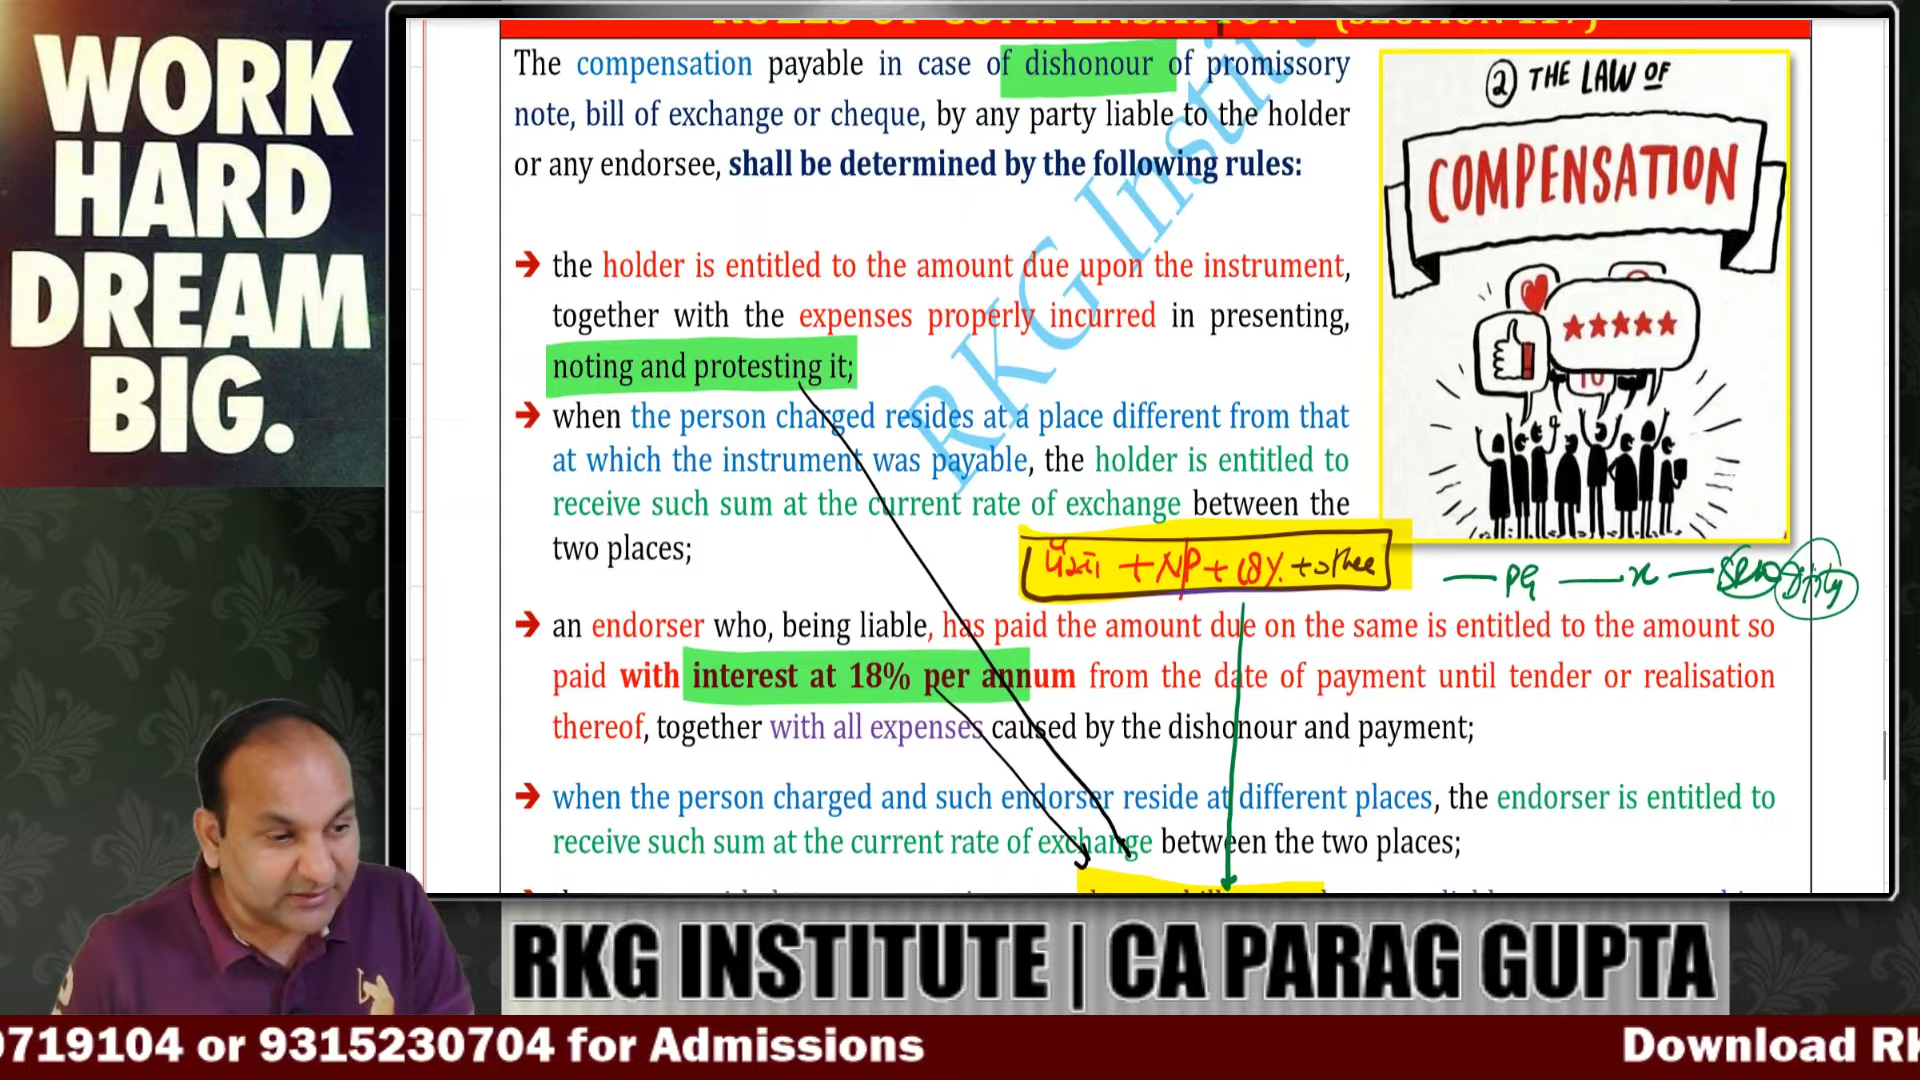 WORK
HARD
DREAM
BIG.
RULES OF COMPENSATION (SECTION 117)
The compensation payable in case of dishonour of promissory
note, bill of exchange or cheque, by any party liable to the holder
or any endorsee, shall be determined by the following rules:
➔ the holder is entitled to the amount due upon the instrument,
together with the expenses properly incurred in presenting,
noting and protesting it;
➔ when the person charged resides at a place different from that
at which the instrument was payable, the holder is entitled to
receive such sum at the current rate of exchange between the
two places;
➔ an endorser who, being liable, has paid the amount due on the same is entitled to the amount so
paid with interest at 18% per annum from the date of payment until tender or realisation
thereof, together with all expenses caused by the dishonour and payment;
➔ when the person charged and such endorser reside at different places, the endorser is entitled to
receive such sum at the current rate of exchange between the two places;
② THE LAW OF
COMPENSATION
RKG Instit
+ NP + 18% +
PG
RKG INSTITUTE | CA PARAG GUPTA
9719104 or 9315230704 for Admissions
Download RK